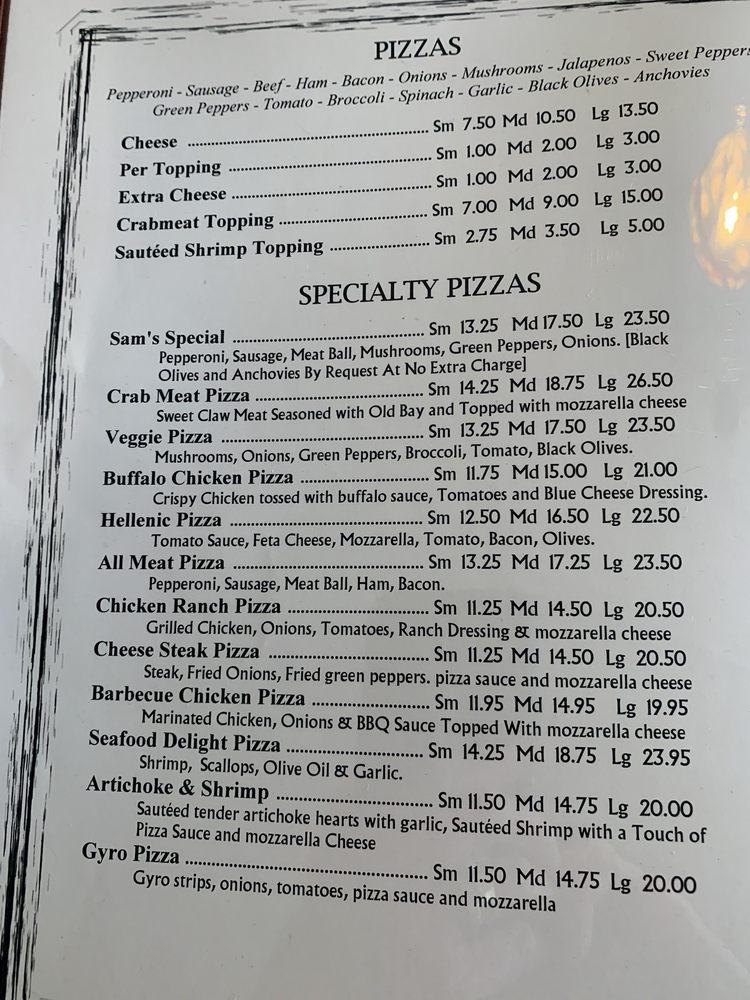 PIZZAS
Pepperoni - Sausage - Beef - Ham - Bacon - Onions - Mushrooms - Jalapenos - Sweet Peppers
Green Peppers - Tomato - Broccoli - Spinach - Garlic - Black Olives - Anchovies
Cheese ........ Sm 7.50 Md 10.50 Lg 13.50
Per Topping ........ Sm 1.00 Md 2.00 Lg 3.00
Extra Cheese ........ Sm 1.00 Md 2.00 Lg 3.00
Crabmeat Topping ........ Sm 7.00 Md 9.00 Lg 15.00
Sautéed Shrimp Topping ........ Sm 2.75 Md 3.50 Lg 5.00
SPECIALTY PIZZAS
Sam's Special ........ Sm 13.25 Md 17.50 Lg 23.50
Pepperoni, Sausage, Meat Ball, Mushrooms, Green Peppers, Onions. [Black
Olives and Anchovies By Request At No Extra Charge]
Crab Meat Pizza ........ Sm 14.25 Md 18.75 Lg 26.50
Sweet Claw Meat Seasoned with Old Bay and Topped with mozzarella cheese
Veggie Pizza ........ Sm 13.25 Md 17.50 Lg 23.50
Mushrooms, Onions, Green Peppers, Broccoli, Tomato, Black Olives.
Buffalo Chicken Pizza ........ Sm 11.75 Md 15.00 Lg 21.00
Crispy Chicken tossed with buffalo sauce, Tomatoes and Blue Cheese Dressing.
Hellenic Pizza ........ Sm 12.50 Md 16.50 Lg 22.50
Tomato Sauce, Feta Cheese, Mozzarella, Tomato, Bacon, Olives.
All Meat Pizza ........ Sm 13.25 Md 17.25 Lg 23.50
Pepperoni, Sausage, Meat Ball, Ham, Bacon.
Chicken Ranch Pizza ........ Sm 11.25 Md 14.50 Lg 20.50
Grilled Chicken, Onions, Tomatoes, Ranch Dressing & mozzarella cheese
Cheese Steak Pizza ........ Sm 11.25 Md 14.50 Lg 20.50
Steak, Fried Onions, Fried green peppers. pizza sauce and mozzarella cheese
Barbecue Chicken Pizza ........ Sm 11.95 Md 14.95 Lg 19.95
Marinated Chicken, Onions & BBQ Sauce Topped With mozzarella cheese
Seafood Delight Pizza ........ Sm 14.25 Md 18.75 Lg 23.95
Shrimp, Scallops, Olive Oil & Garlic.
Artichoke & Shrimp ........ Sm 11.50 Md 14.75 Lg 20.00
Sautéed tender artichoke hearts with garlic, Sautéed Shrimp with a Touch of
Pizza Sauce and mozzarella Cheese
Gyro Pizza ........ Sm 11.50 Md 14.75 Lg 20.00
Gyro strips, onions, tomatoes, pizza sauce and mozzarella